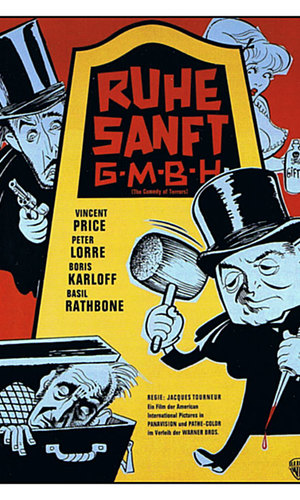 RUHE
SANFT
G-M-B-H
(The Comedy of Terrors)
VINCENT
PRICE
PETER
LORRE
BORIS
KARLOFF
BASIL
RATHBONE
REGIE: JACQUES TOURNEUR
Ein Film der American
International Pictures in
PANAVISION und PATHE-COLOR
im Verleih der WARNER BROS.